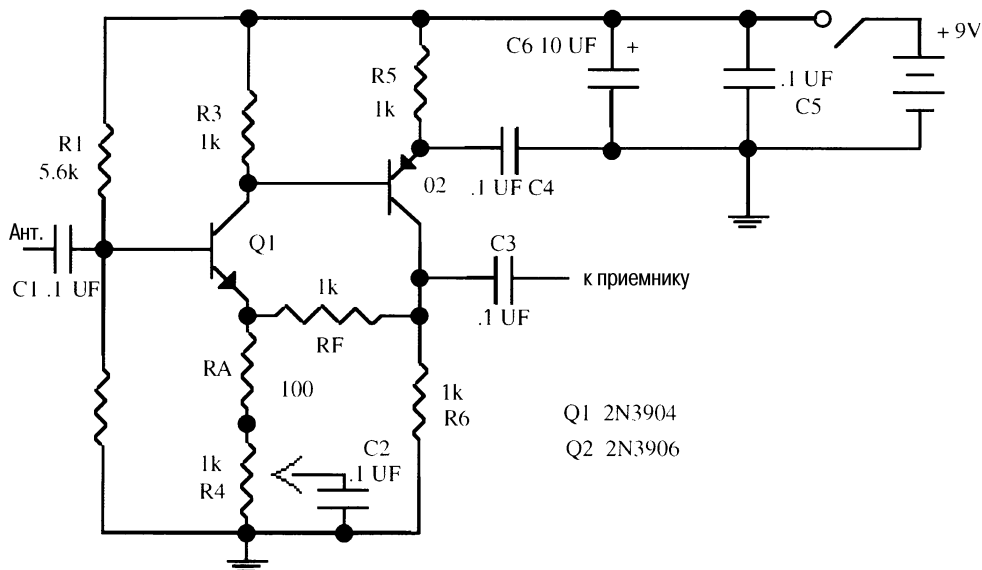 C6 10 UF
+
+ 9V
R5
1k
.1 UF
C5
R3
1k
R1
5.6k
02
.1 UF C4
Ант.
Q1
C3
C1 .1 UF
1k
к приемнику
.1 UF
RF
RA
100
1k
R6
Q1 2N3904
C2
Q2 2N3906
1k
.1 UF
R4